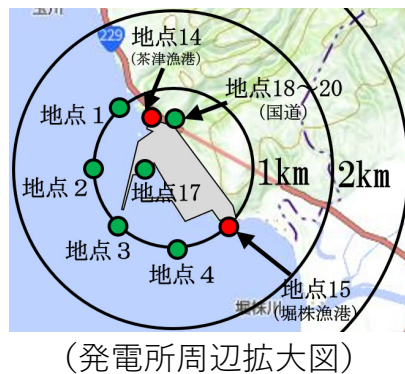 玉川
229
地点14
(茶津漁港)
地点18～20
(国道)
地点1
1km
2km
地点2
地点17
地点3
地点4
地点15
(堀株漁港)
堀株川
(発電所周辺拡大図)